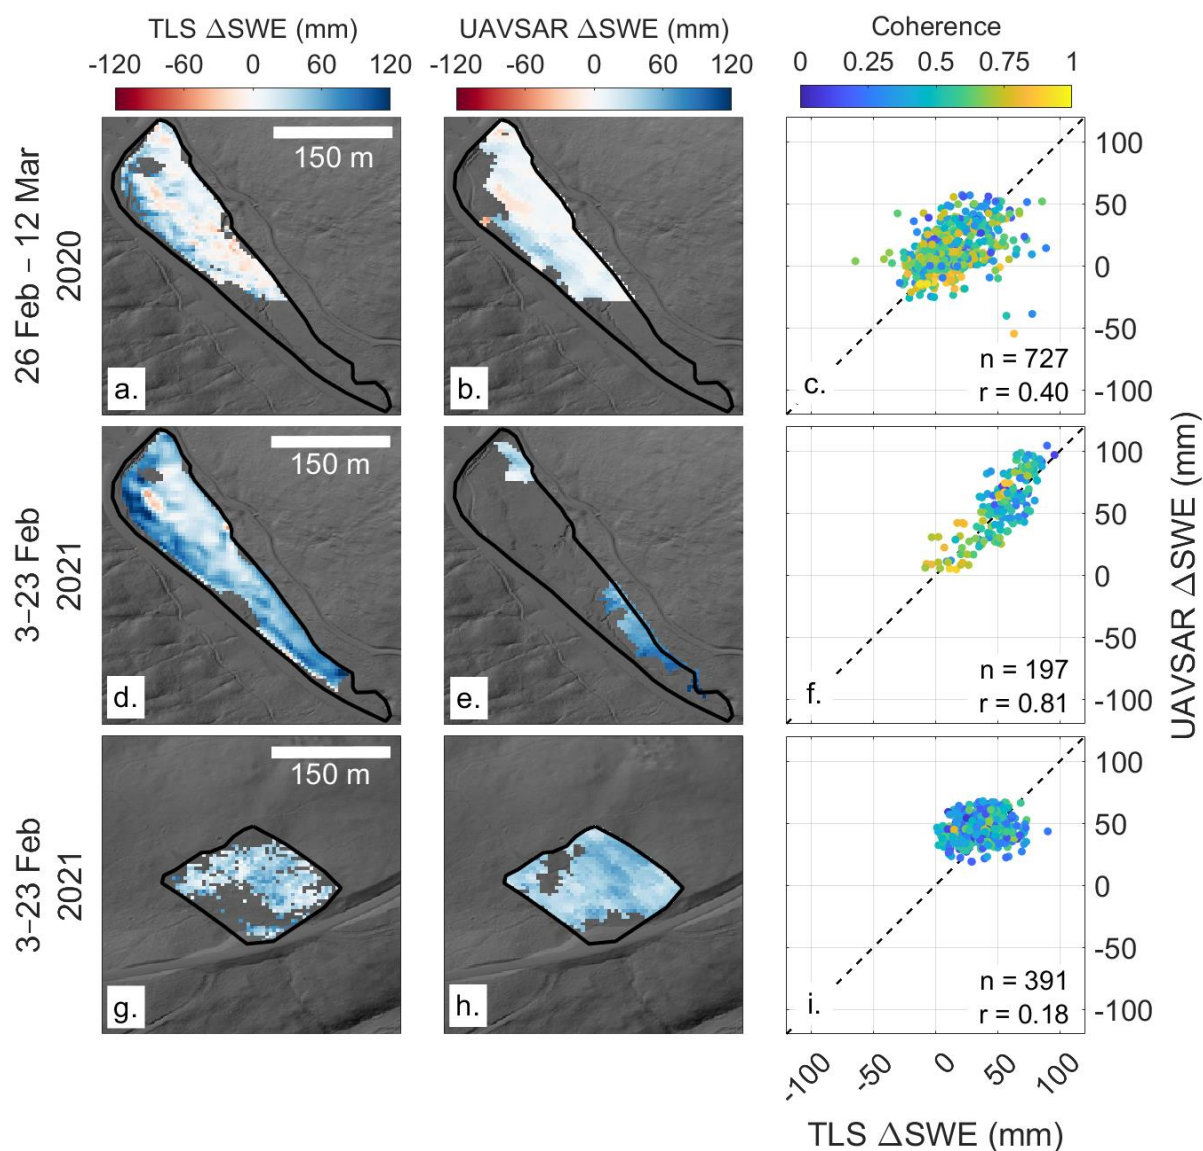 TLS ΔSWE (mm)
-120 -60 0 60 120
UAVSAR ΔSWE (mm)
-120 -60 0 60 120
Coherence
0 0.25 0.5 0.75 1
26 Feb – 12 Mar
2020
150 m
a.
b.
100
50
0
-50
-100
n = 727
r = 0.40
c.
3–23 Feb
2021
150 m
d.
e.
100
50
0
-50
-100
n = 197
r = 0.81
f.
UAVSAR ΔSWE (mm)
3–23 Feb
2021
150 m
g.
h.
100
50
0
-50
-100
n = 391
r = 0.18
i.
-100 -50 0 50 100
TLS ΔSWE (mm)